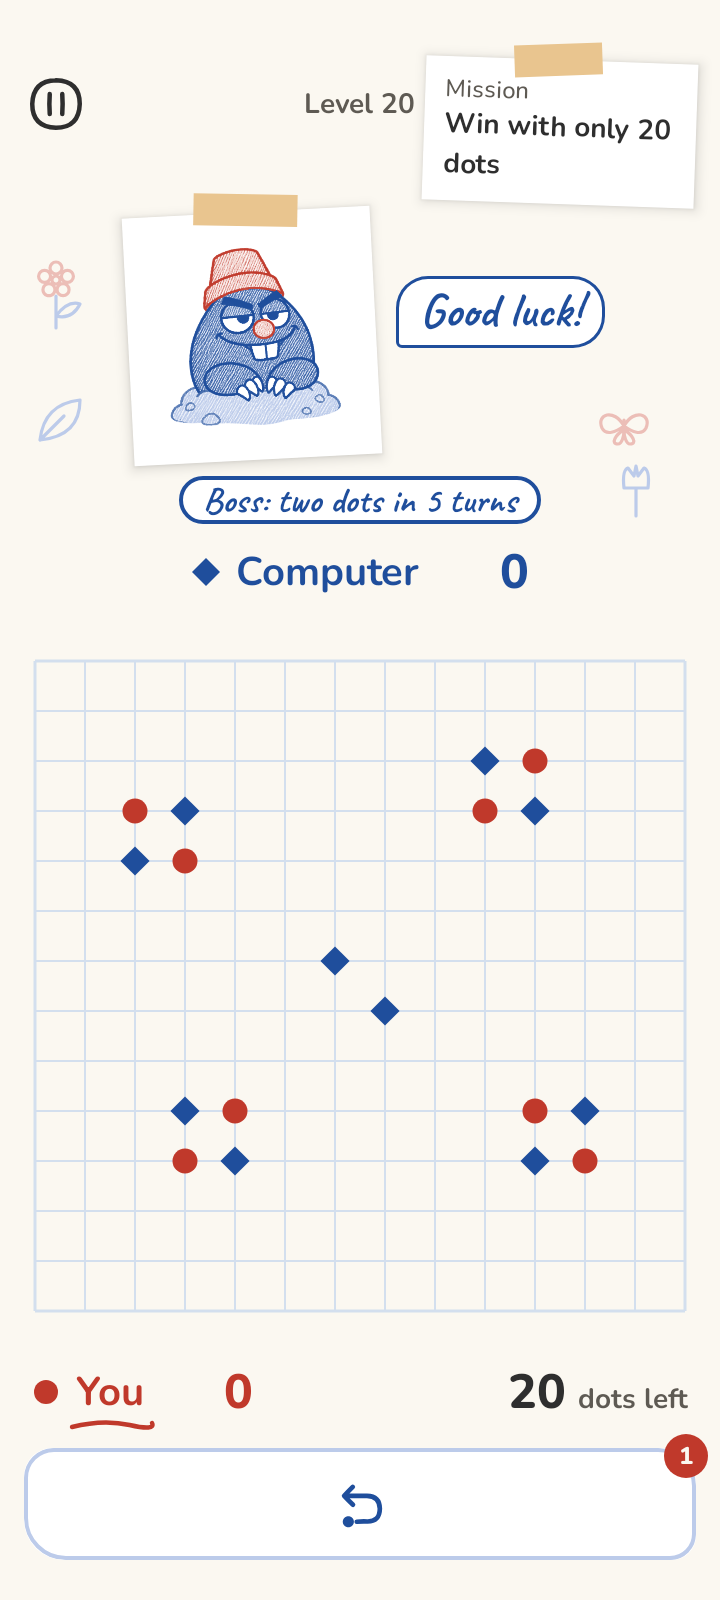 Level 20
Mission
Win with only 20
dots
Good luck!
Boss: two dots in 5 turns
Computer 0
You 0 20 dots left
1